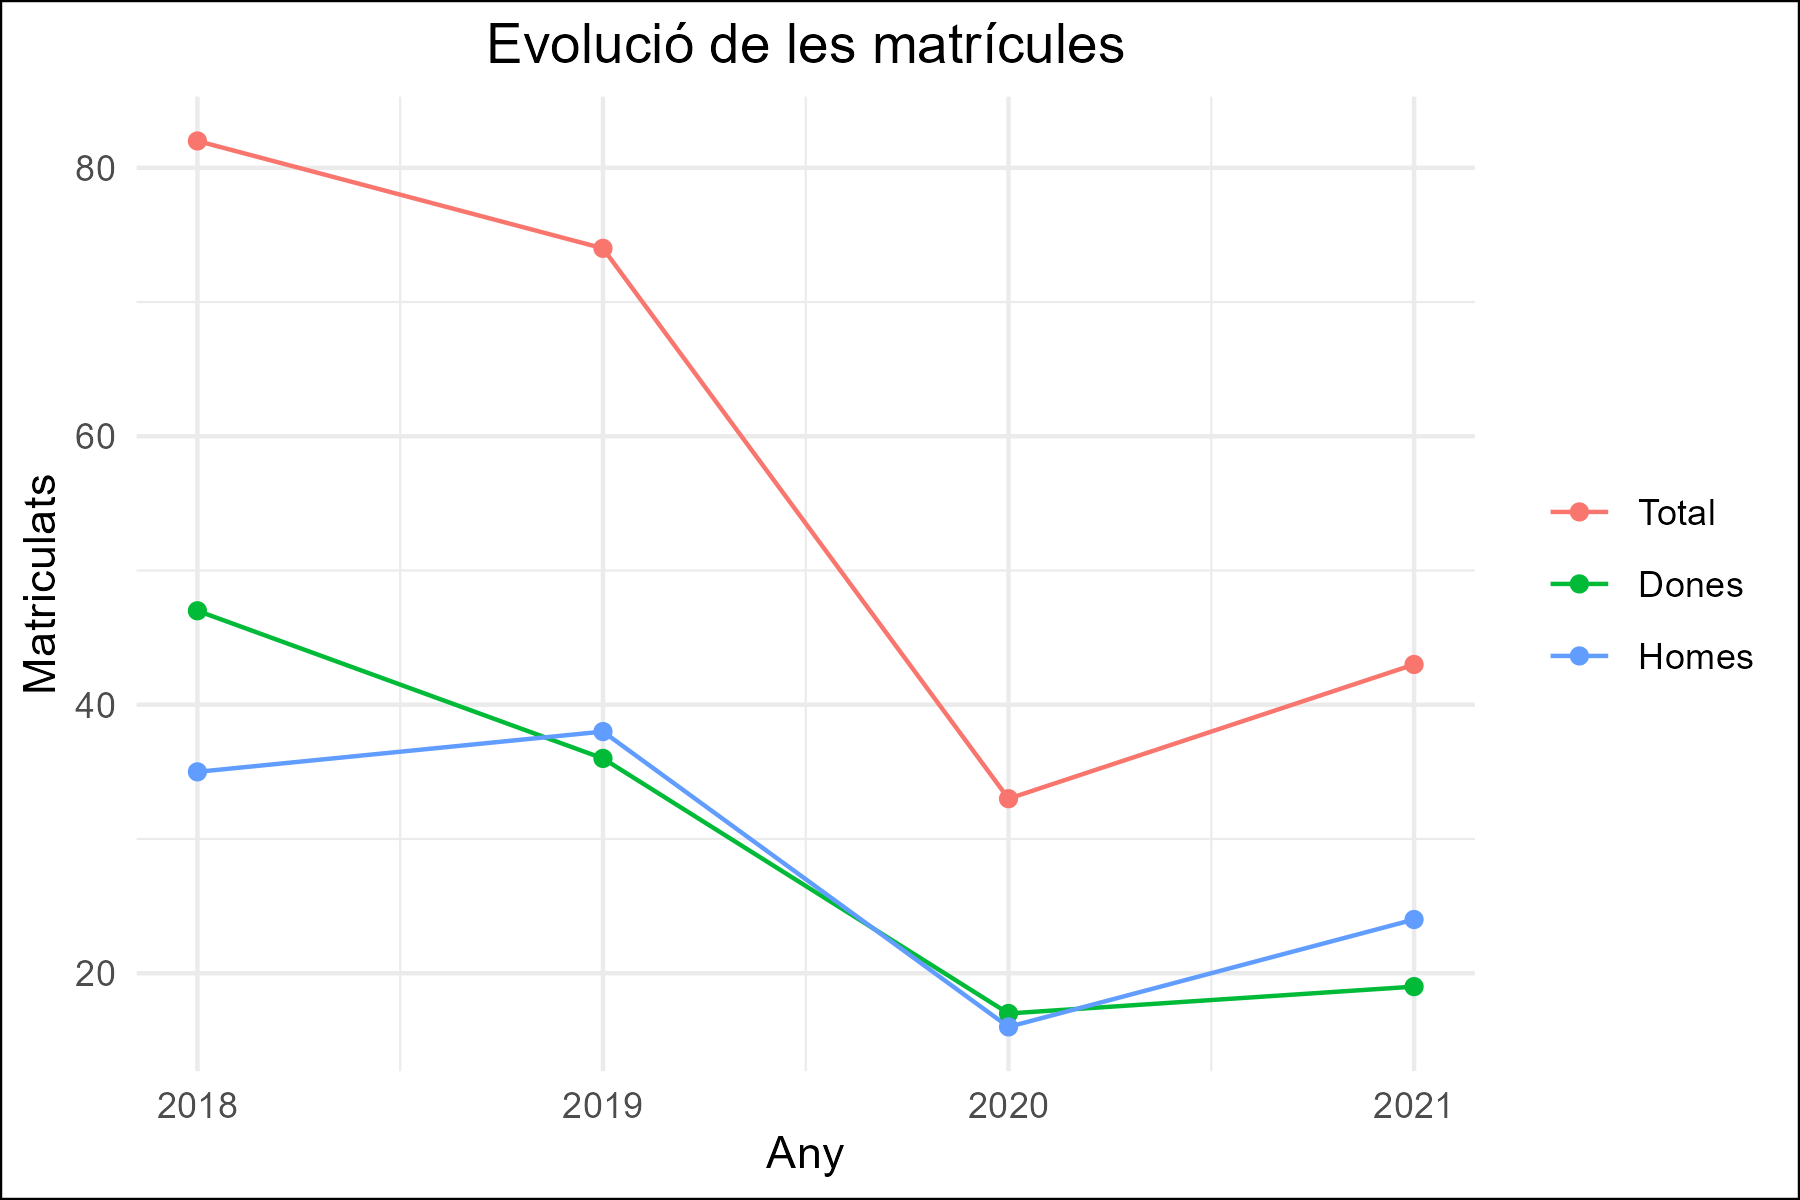 Evolució de les matrícules
80
60
40
20
Matriculats
2018 2019 2020 2021
Any
Total
Dones
Homes